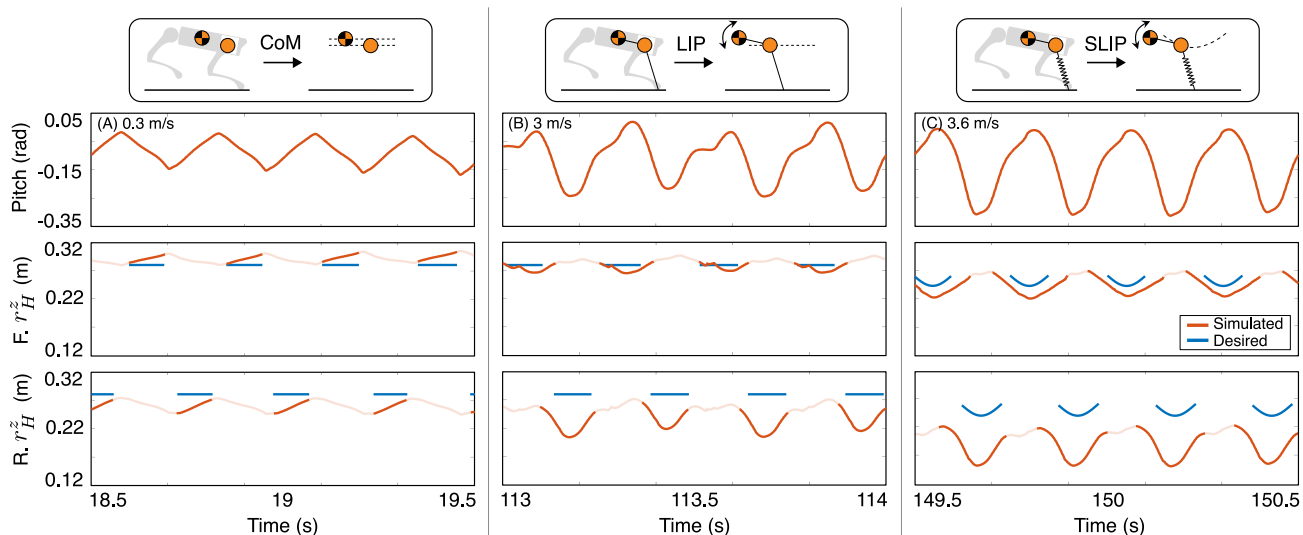 CoM
LIP
SLIP
Pitch (rad)
0.05
-0.15
-0.35
(A) 0.3 m/s
(B) 3 m/s
(C) 3.6 m/s
F. r_H^z (m)
0.32
0.22
0.12
Simulated
Desired
R. r_H^z (m)
0.32
0.22
0.12
18.5 19 19.5
113 113.5 114
149.5 150 150.5
Time (s)
Time (s)
Time (s)